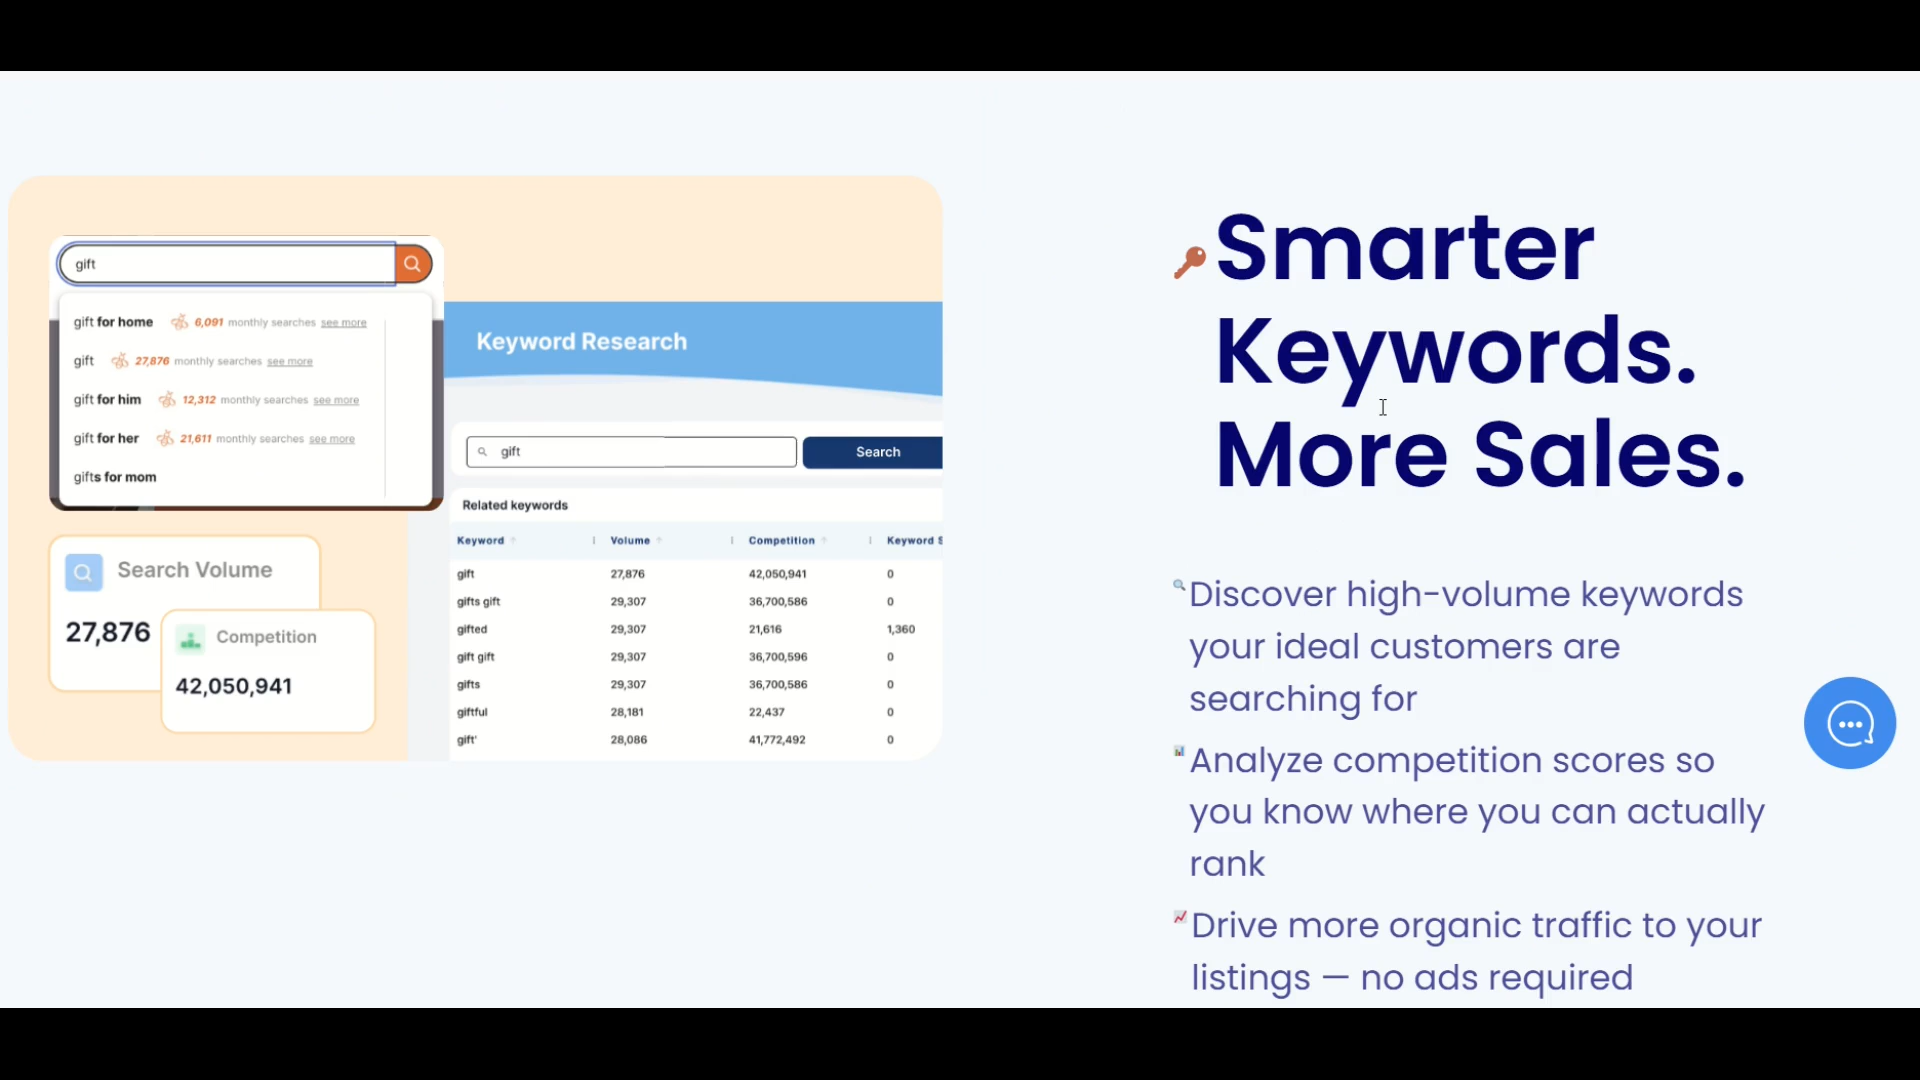 gift
gift for home 6,091 monthly searches see more
gift 27,876 monthly searches see more
gift for him 12,312 monthly searches see more
gift for her 21,611 monthly searches see more
gifts for mom
Search Volume
27,876
Competition
42,050,941
Keyword Research
gift Search
Related keywords
Keyword Volume Competition Keyword S
gift 27,876 42,050,941 0
gifts gift 29,307 36,700,586 0
gifted 29,307 21,616 1,360
gift gift 29,307 36,700,596 0
gifts 29,307 36,700,586 0
giftful 28,181 22,437 0
gift' 28,086 41,772,492 0
Smarter
Keywords.
More Sales.
Discover high-volume keywords
your ideal customers are
searching for
Analyze competition scores so
you know where you can actually
rank
Drive more organic traffic to your
listings — no ads required